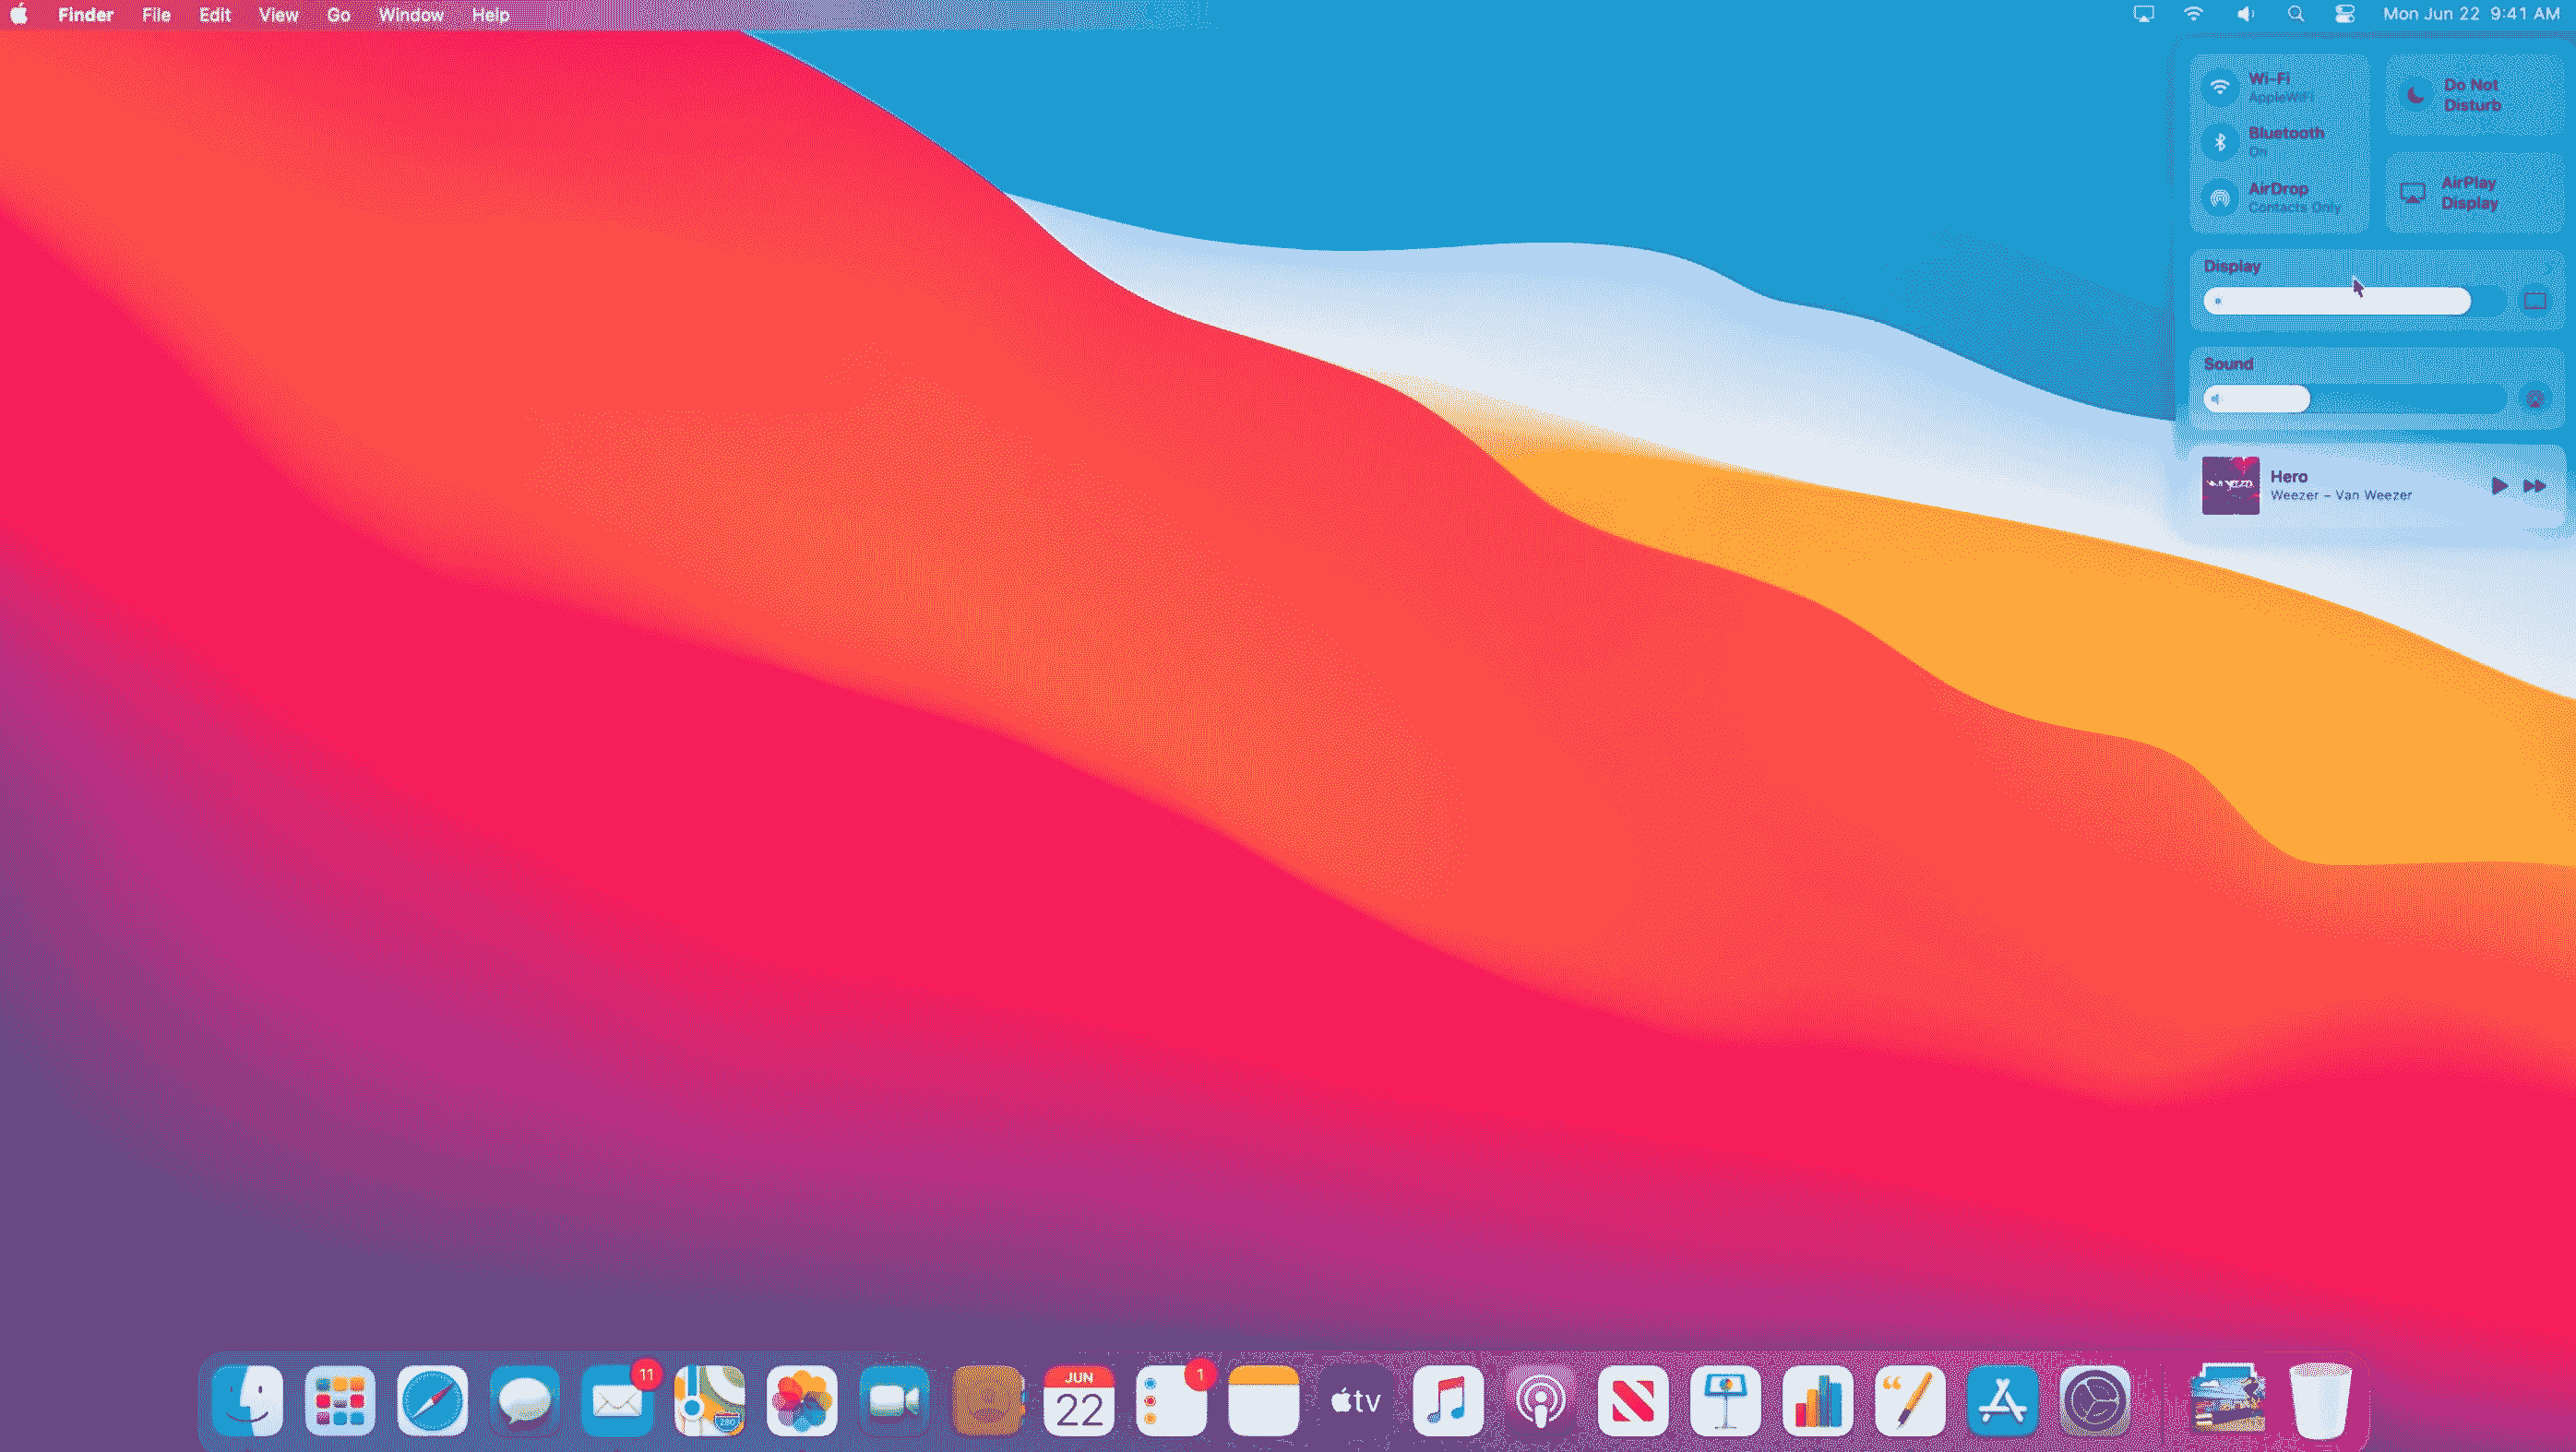 Finder File Edit View Go Window Help
Mon Jun 22 9:41 AM
Wi-Fi
AppleWiFi
Bluetooth
On
AirDrop
Contacts Only
Do Not
Disturb
AirPlay
Display
Display
Sound
Hero
Weezer – Van Weezer
11
280
JUN
22
1
tv